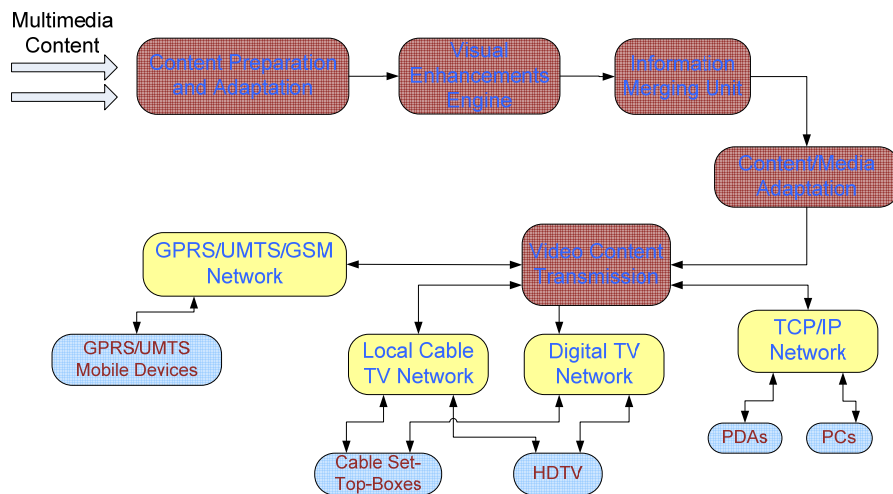 Multimedia
Content
Content Preparation
and Adaptation
Visual
Enhancements
Engine
Information
Merging Unit
Content/Media
Adaptation
GPRS/UMTS/GSM
Network
Video Content
Transmission
GPRS/UMTS
Mobile Devices
Local Cable
TV Network
Digital TV
Network
TCP/IP
Network
PDAs
PCs
Cable Set-
Top-Boxes
HDTV